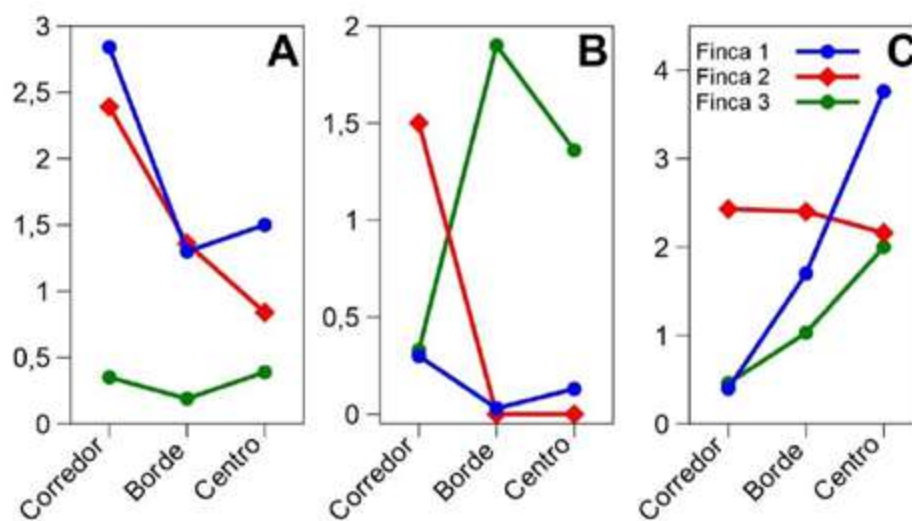 A
3
2,5
2
1,5
1
0,5
0
Corredor
Borde
Centro
B
2
1,5
1
0,5
0
Corredor
Borde
Centro
C
Finca 1
Finca 2
Finca 3
4
3
2
1
0
Corredor
Borde
Centro